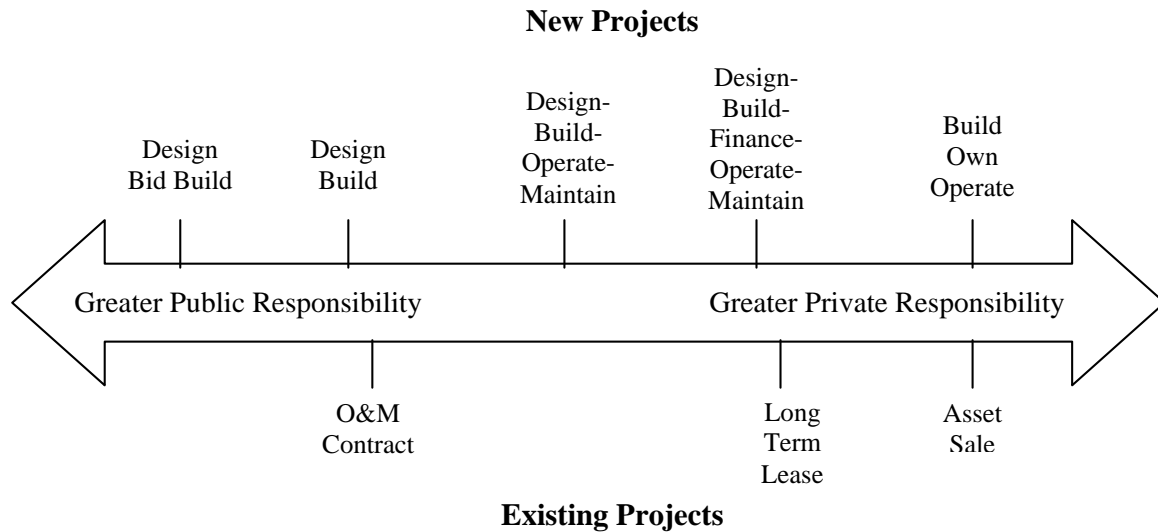 New Projects
Design
Bid Build
Design
Build
Design-
Build-
Operate-
Maintain
Design-
Build-
Finance-
Operate-
Maintain
Build
Own
Operate
Greater Public Responsibility
Greater Private Responsibility
O&M
Contract
Long
Term
Lease
Asset
Sale
Existing Projects